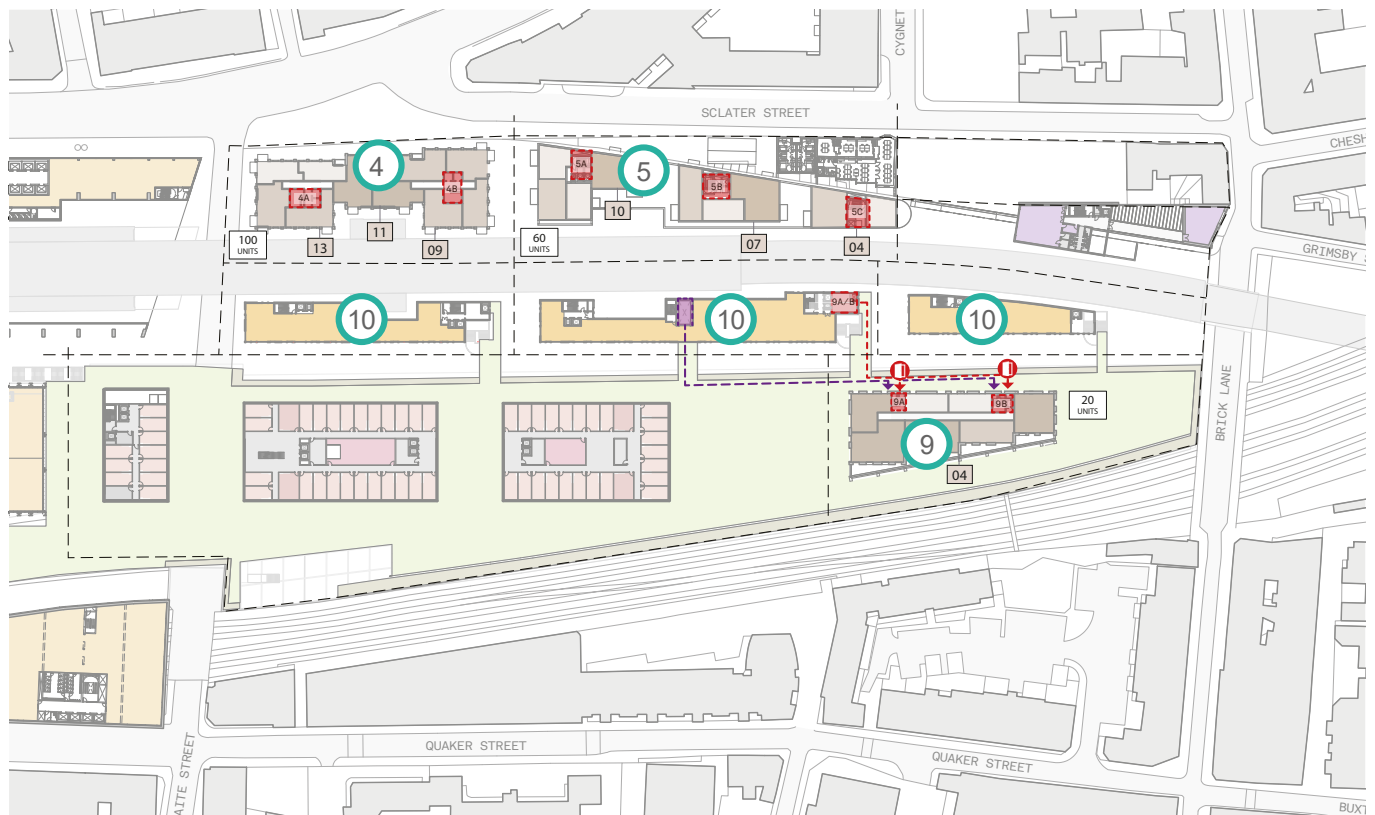 CYGNET
SCLATER STREET
CHESH
4
5
5A
4B
5B
4A
5C
10
11
100
UNITS
13
09
60
UNITS
07
04
GRIMSBY S
10
10
9A/B
10
9A
9B
20
UNITS
BRICK LANE
9
04
QUAKER STREET
QUAKER STREET
AITE STREET
BUXT